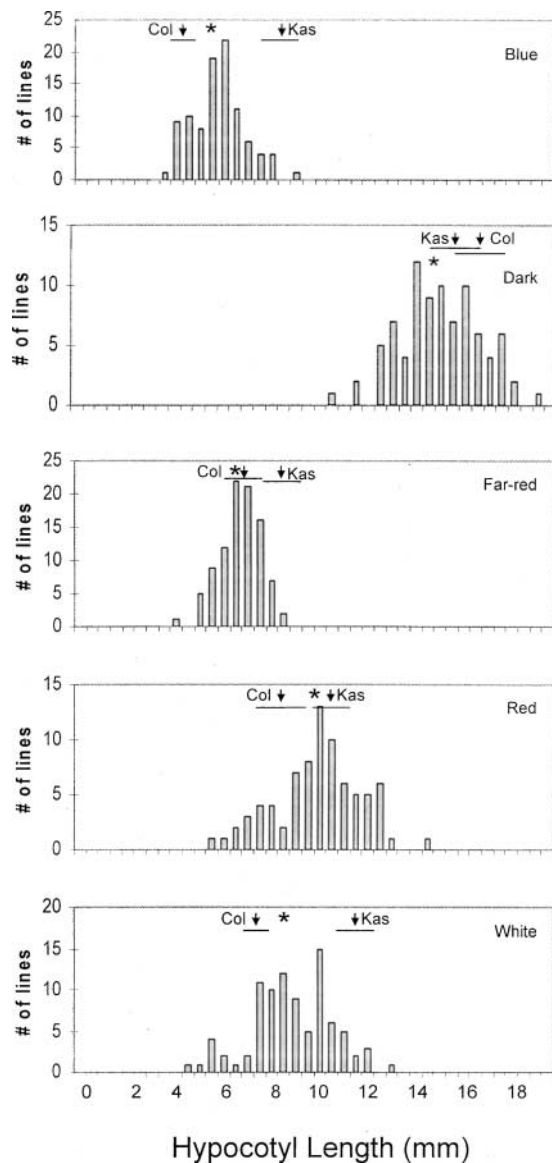 25
Col * Kas
20
Blue
15
10
5
0
# of lines
15
Kas Col
*
Dark
10
5
0
# of lines
25
Col * Kas
20
Far-red
15
10
5
0
# of lines
15
Col * Kas
Red
10
5
0
# of lines
20
Col * Kas
White
15
10
5
0
# of lines
0 2 4 6 8 10 12 14 16 18
Hypocotyl Length (mm)